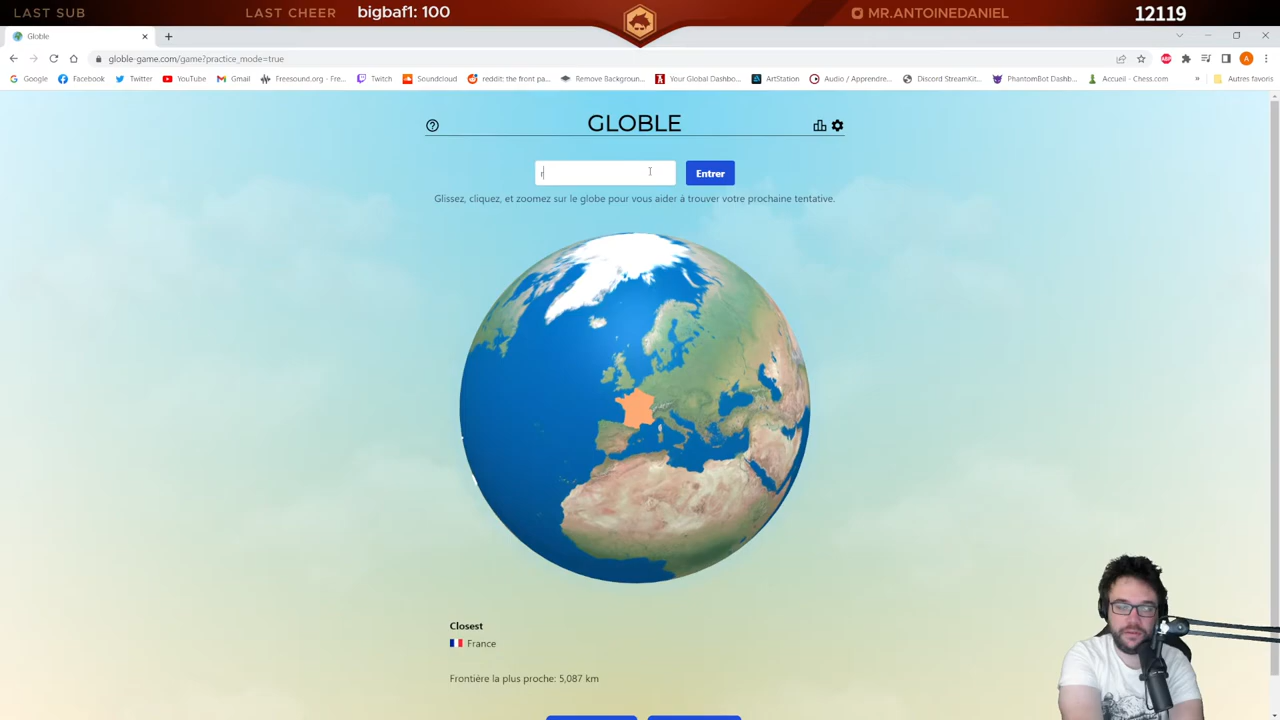 LAST SUB LAST CHEER bigbaf1: 100 MR.ANTOINEDANIEL 12119
Globle
globle-game.com/game?practice_mode=true
Google Facebook Twitter YouTube Gmail Freesound.org - Fre... Twitch Soundcloud reddit: the front pa... Remove Backgroun... Your Global Dashbo... ArtStation Audio / Apprendre... Discord StreamKit... PhantomBot Dashb... Accueil - Chess.com » Autres favoris
GLOBLE
r
Entrer
Glissez, cliquez, et zoomez sur le globe pour vous aider à trouver votre prochaine tentative.
Closest
France
Frontière la plus proche: 5,087 km